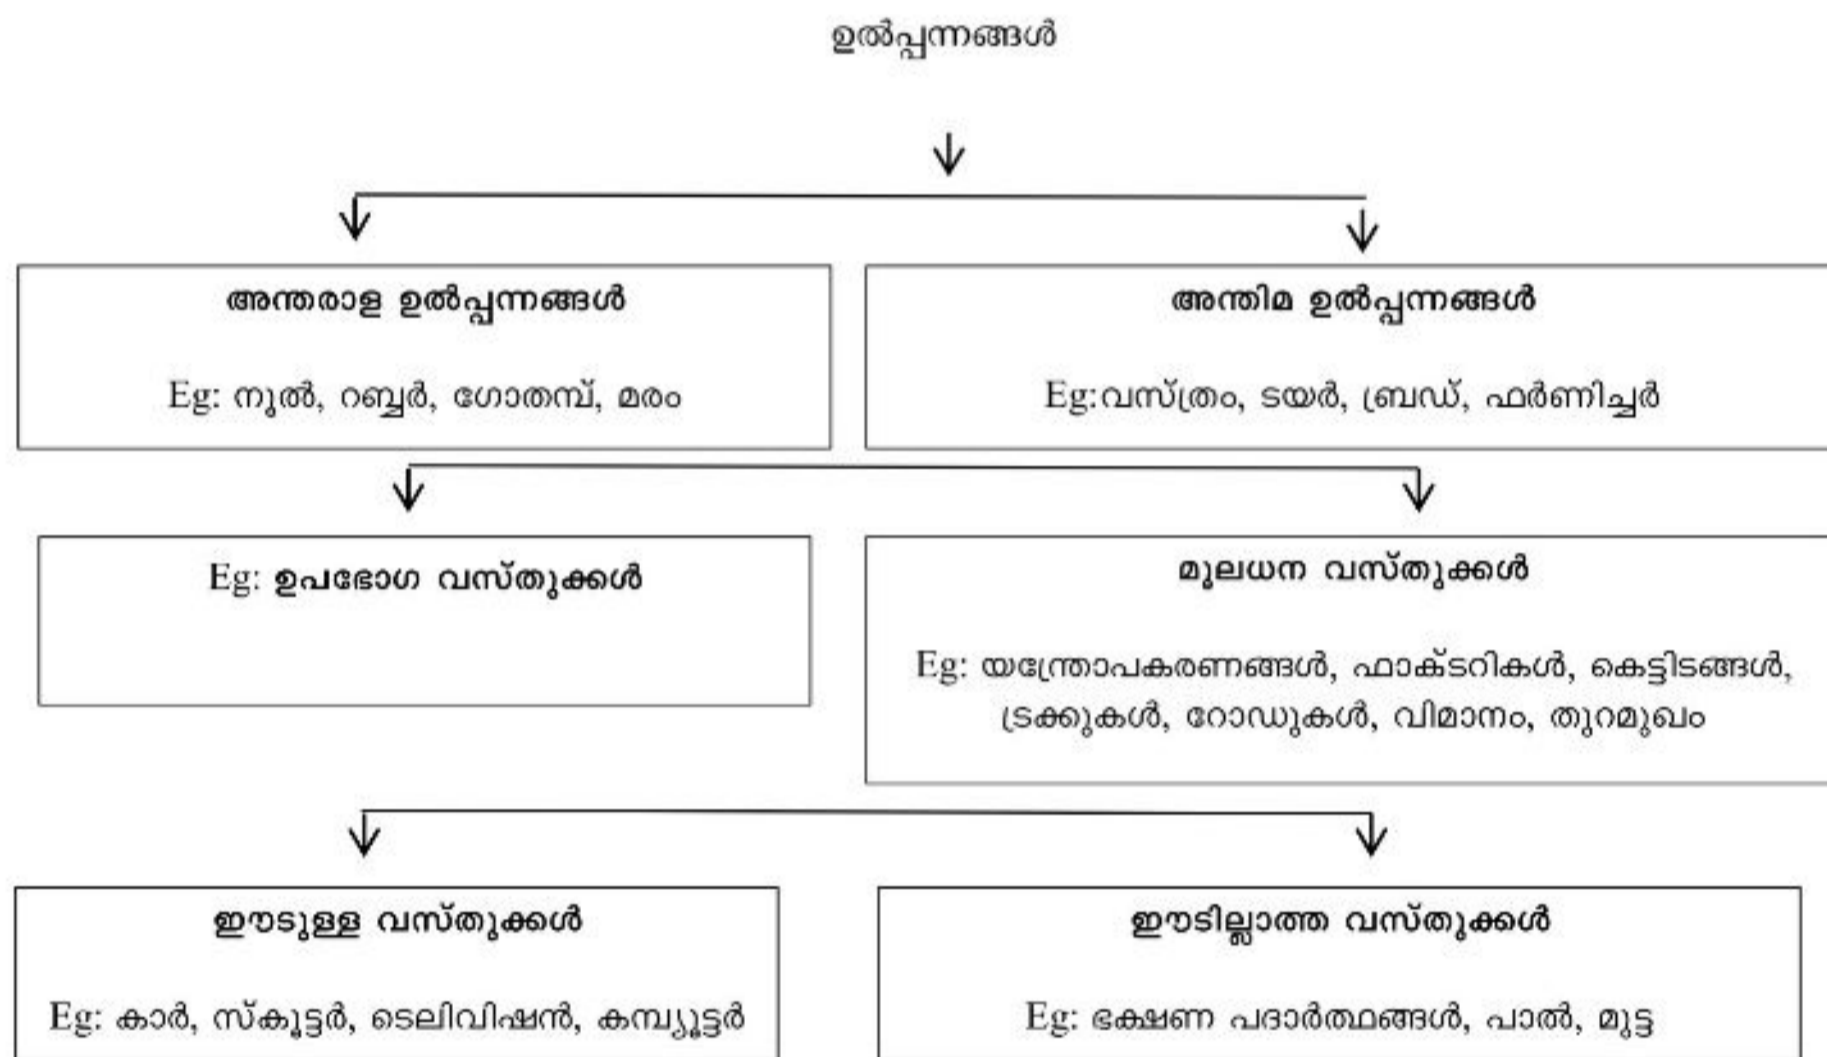 ഉൽപ്പന്നങ്ങൾ
അന്തരാള ഉൽപ്പന്നങ്ങൾ
Eg: നൂൽ, റബ്ബർ, ഗോതമ്പ്, മരം
അന്തിമ ഉൽപ്പന്നങ്ങൾ
Eg:വസ്ത്രം, ടയർ, ബ്രഡ്, ഫർണിച്ചർ
Eg: ഉപഭോഗ വസ്തുക്കൾ
മൂലധന വസ്തുക്കൾ
Eg: യന്ത്രോപകരണങ്ങൾ, ഫാക്ടറികൾ, കെട്ടിടങ്ങൾ,
ട്രക്കുകൾ, റോഡുകൾ, വിമാനം, തുറമുഖം
ഈടുള്ള വസ്തുക്കൾ
Eg: കാർ, സ്കൂട്ടർ, ടെലിവിഷൻ, കമ്പ്യൂട്ടർ
ഈടില്ലാത്ത വസ്തുക്കൾ
Eg: ഭക്ഷണ പദാർത്ഥങ്ങൾ, പാൽ, മുട്ട